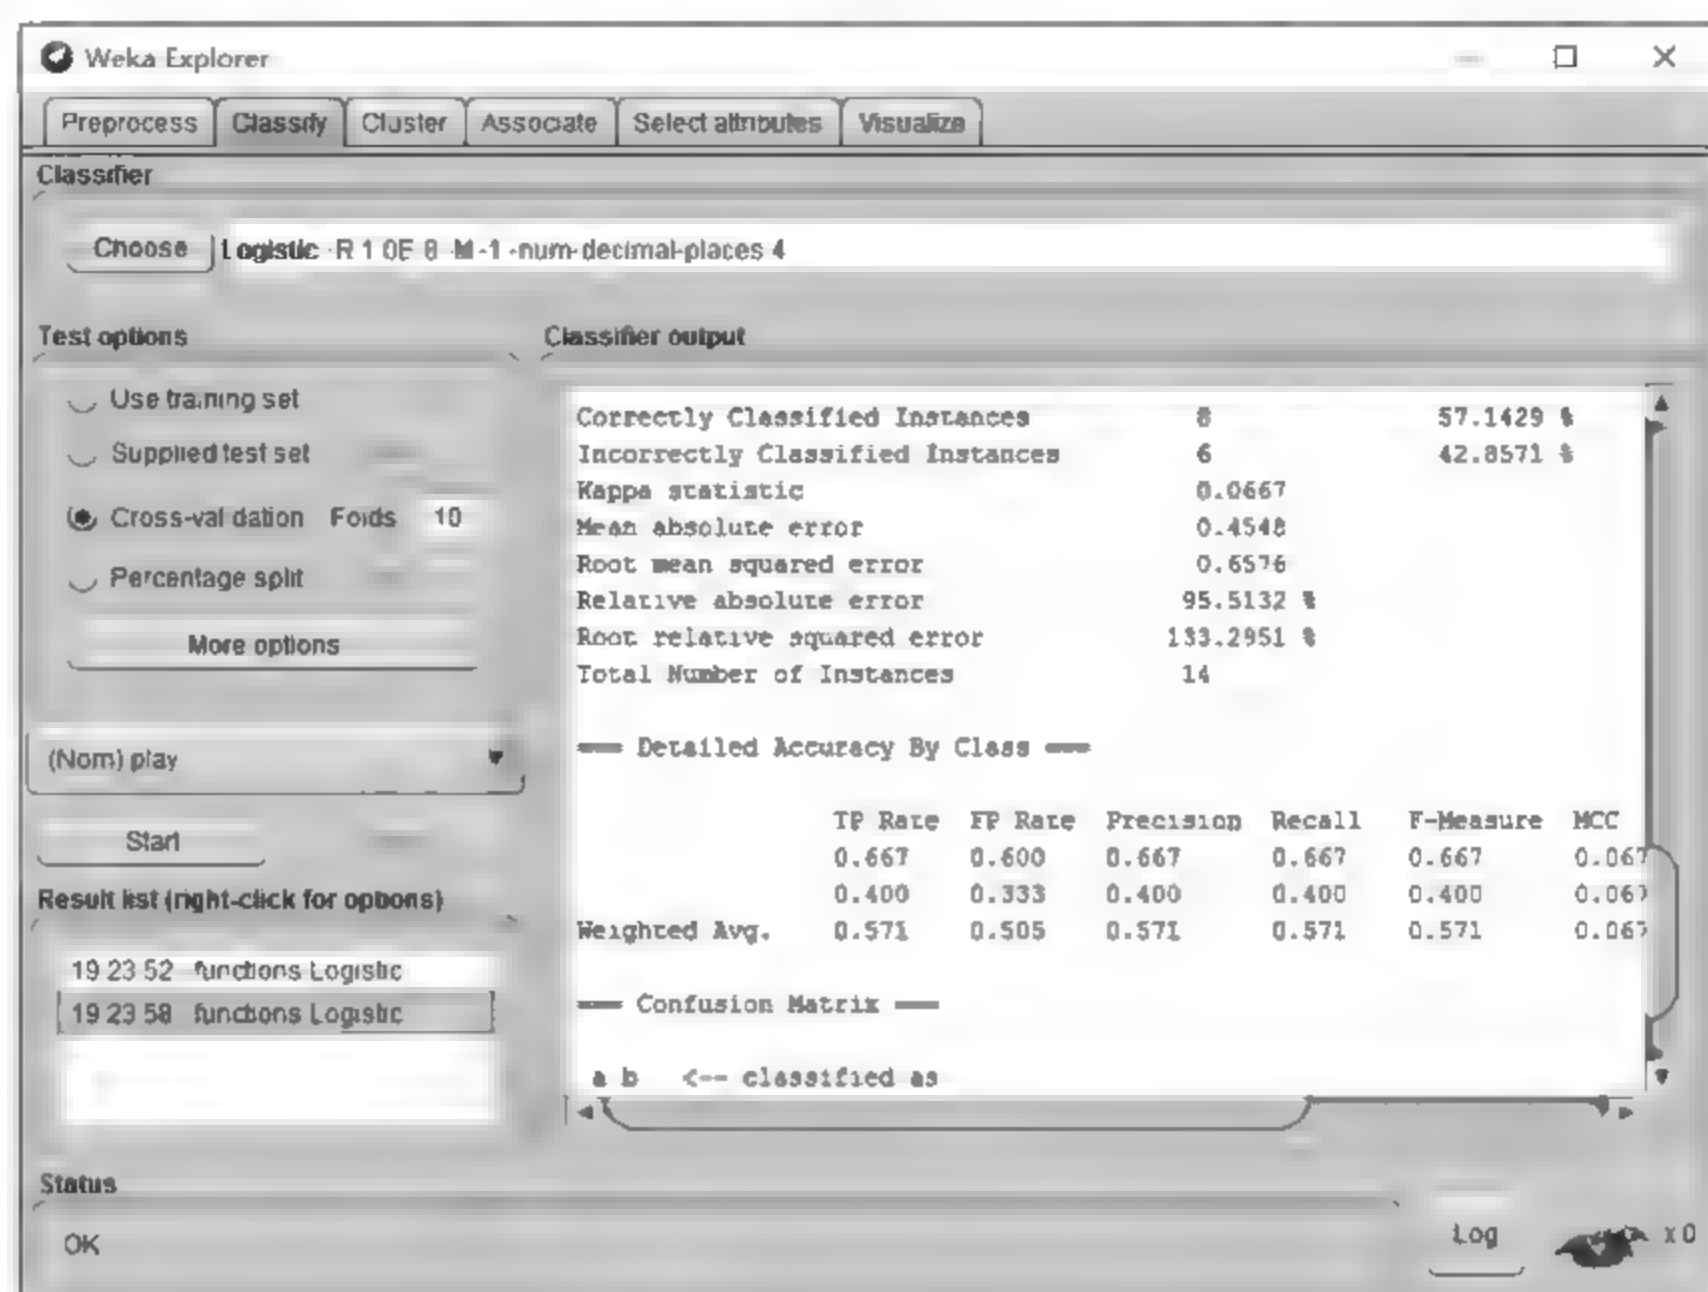 Weka Explorer
Preprocess Classify Cluster Associate Select attributes Visualize
Classifier
Choose Logistic -R 1.0E-8 -M -1 -num-decimal-places 4
Test options
Use training set
Supplied test set
Cross-validation Folds 10
Percentage split
More options
(Nom) play
Start
Result list (right-click for options)
19 23 52 functions Logistic
19 23 58 functions Logistic
Classifier output
Correctly Classified Instances 8 57.1429 %
Incorrectly Classified Instances 6 42.8571 %
Kappa statistic 0.0667
Mean absolute error 0.4548
Root mean squared error 0.6576
Relative absolute error 95.5132 %
Root relative squared error 133.2951 %
Total Number of Instances 14
=== Detailed Accuracy By Class ===
TP Rate FP Rate Precision Recall F-Measure MCC
0.667 0.600 0.667 0.667 0.667 0.067
0.400 0.333 0.400 0.400 0.400 0.067
Weighted Avg. 0.571 0.505 0.571 0.571 0.571 0.067
=== Confusion Matrix ===
a b <-- classified as
Status
OK
Log x 0